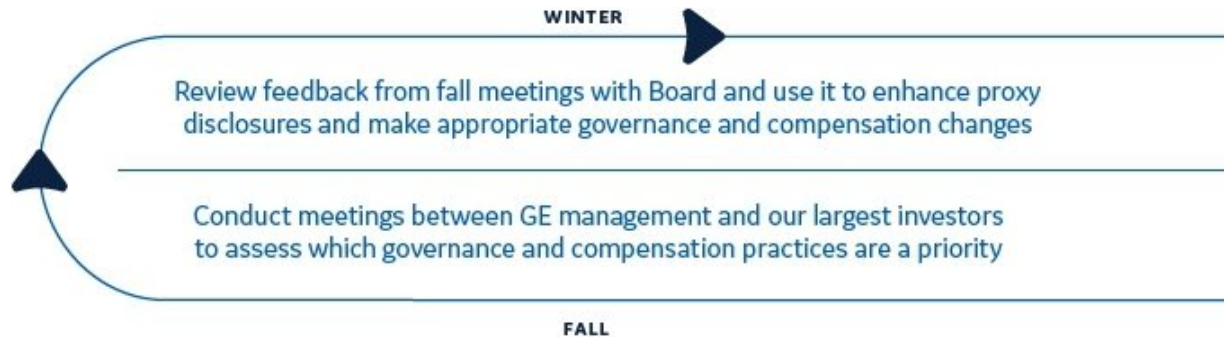 WINTER
Review feedback from fall meetings with Board and use it to enhance proxy
disclosures and make appropriate governance and compensation changes
Conduct meetings between GE management and our largest investors
to assess which governance and compensation practices are a priority
FALL